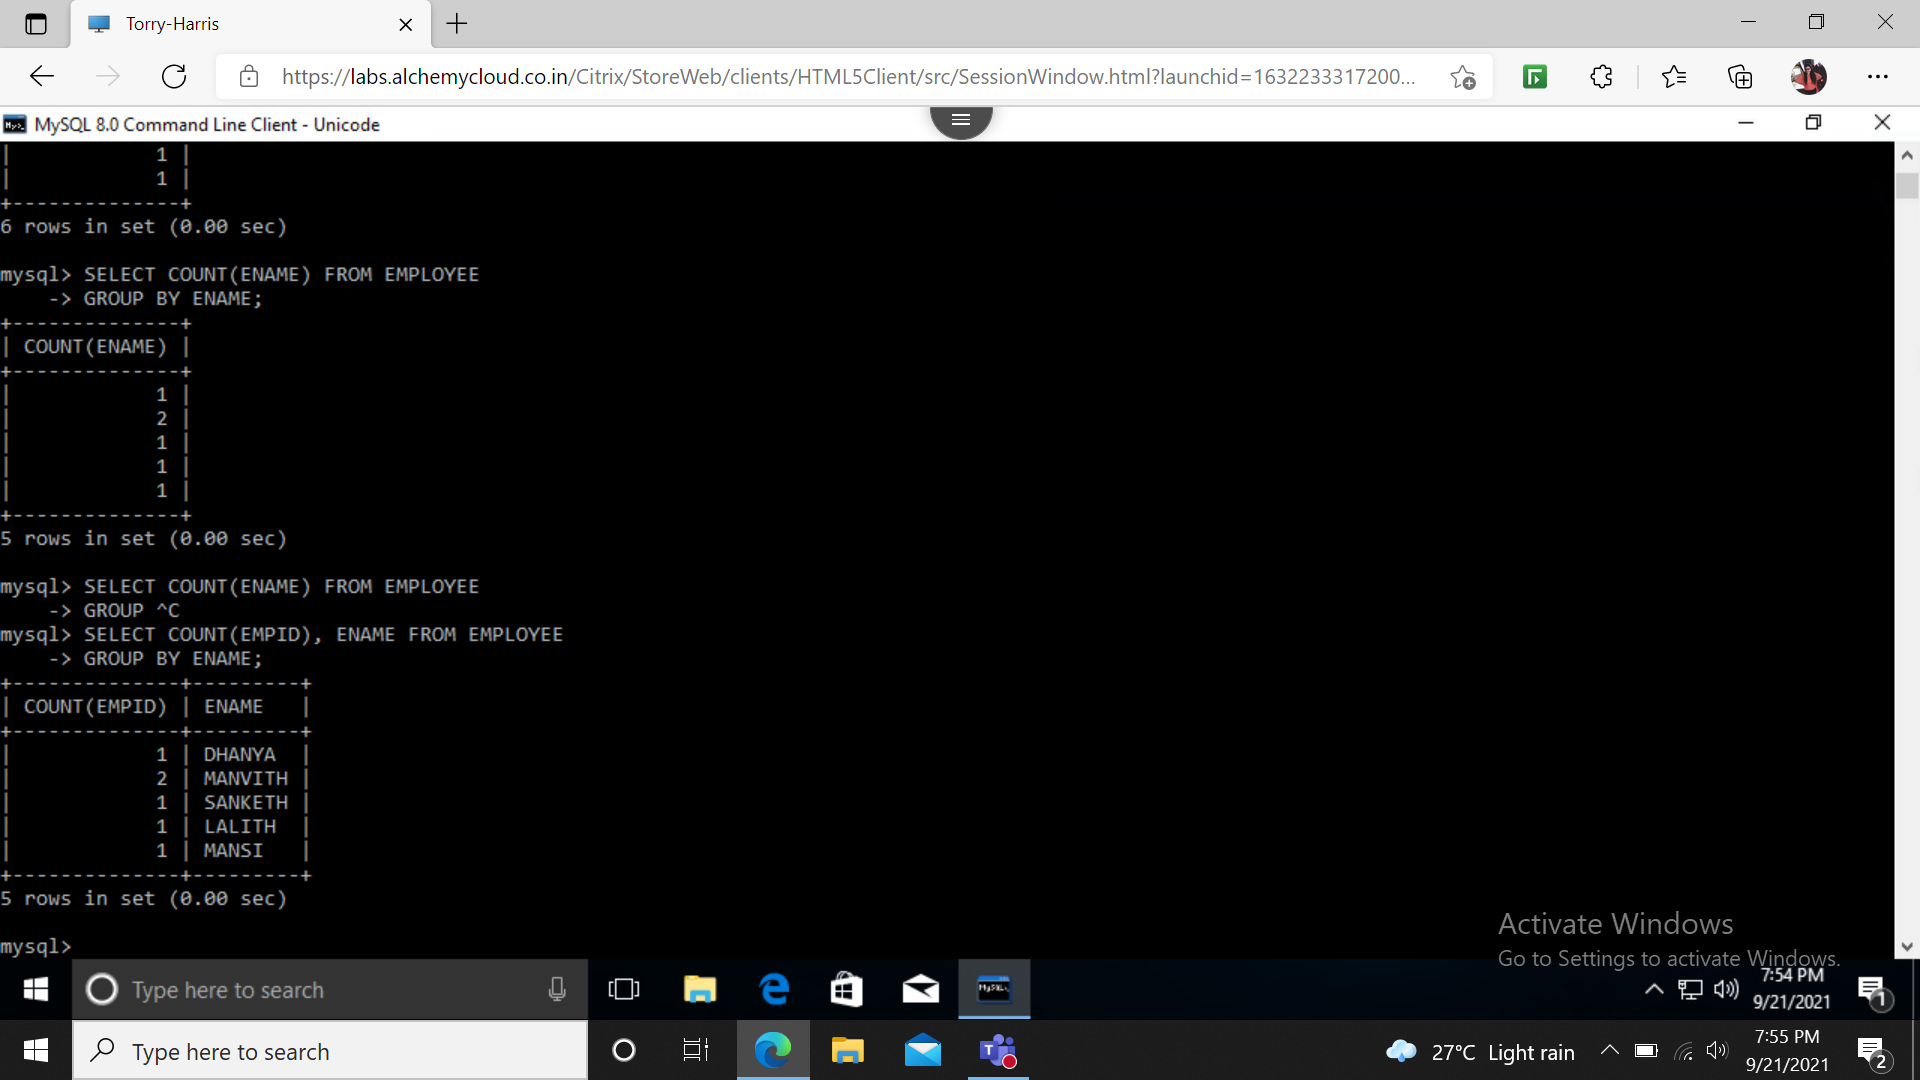 Torry-Harris
https://labs.alchemycloud.co.in/Citrix/StoreWeb/clients/HTML5Client/src/SessionWindow.html?launchid=1632233317200...
MySQL 8.0 Command Line Client - Unicode
| 1 |
| 1 |
+--------------+
6 rows in set (0.00 sec)
mysql> SELECT COUNT(ENAME) FROM EMPLOYEE
-> GROUP BY ENAME;
+--------------+
| COUNT(ENAME) |
+--------------+
| 1 |
| 2 |
| 1 |
| 1 |
| 1 |
+--------------+
5 rows in set (0.00 sec)
mysql> SELECT COUNT(ENAME) FROM EMPLOYEE
-> GROUP ^C
mysql> SELECT COUNT(EMPID), ENAME FROM EMPLOYEE
-> GROUP BY ENAME;
+--------------+---------+
| COUNT(EMPID) | ENAME |
+--------------+---------+
| 1 | DHANYA |
| 2 | MANVITH |
| 1 | SANKETH |
| 1 | LALITH |
| 1 | MANSI |
+--------------+---------+
5 rows in set (0.00 sec)
mysql>
Activate Windows
Go to Settings to activate Windows.
Type here to search
7:54 PM
9/21/2021
1
Type here to search
27°C Light rain
7:55 PM
9/21/2021
2